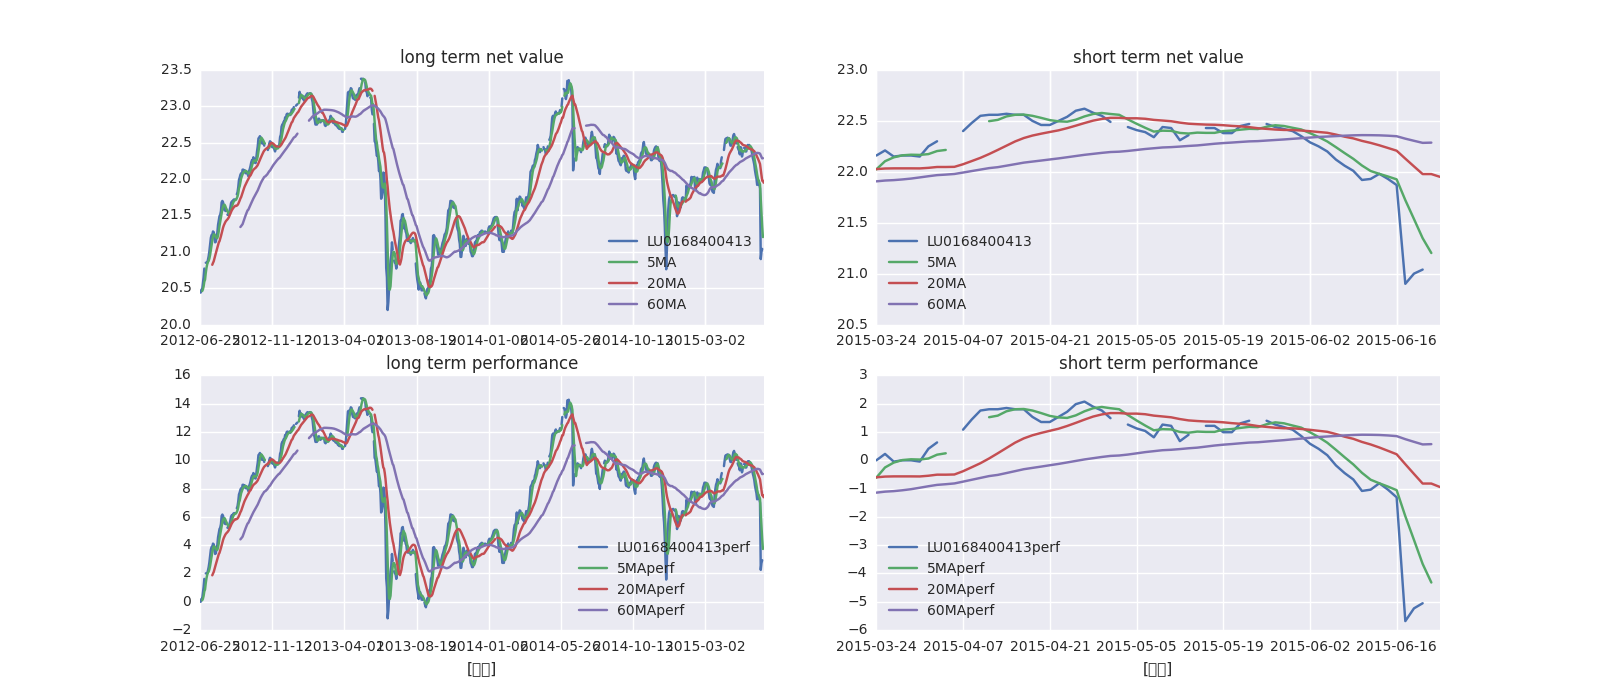 long term net value
23.5
23.0
22.5
22.0
21.5
21.0
20.5
20.0
LU0168400413
5MA
20MA
60MA
2012-06-25 2012-11-12 2013-04-01 2013-08-19 2014-01-06 2014-05-26 2014-10-13 2015-03-02
short term net value
23.0
22.5
22.0
21.5
21.0
20.5
LU0168400413
5MA
20MA
60MA
2015-03-24 2015-04-07 2015-04-21 2015-05-05 2015-05-19 2015-06-02 2015-06-16
long term performance
16
14
12
10
8
6
4
2
0
−2
LU0168400413perf
5MAperf
20MAperf
60MAperf
2012-06-25 2012-11-12 2013-04-01 2013-08-19 2014-01-06 2014-05-26 2014-10-13 2015-03-02
[▯▯]
short term performance
3
2
1
0
−1
−2
−3
−4
−5
−6
LU0168400413perf
5MAperf
20MAperf
60MAperf
2015-03-24 2015-04-07 2015-04-21 2015-05-05 2015-05-19 2015-06-02 2015-06-16
[▯▯]